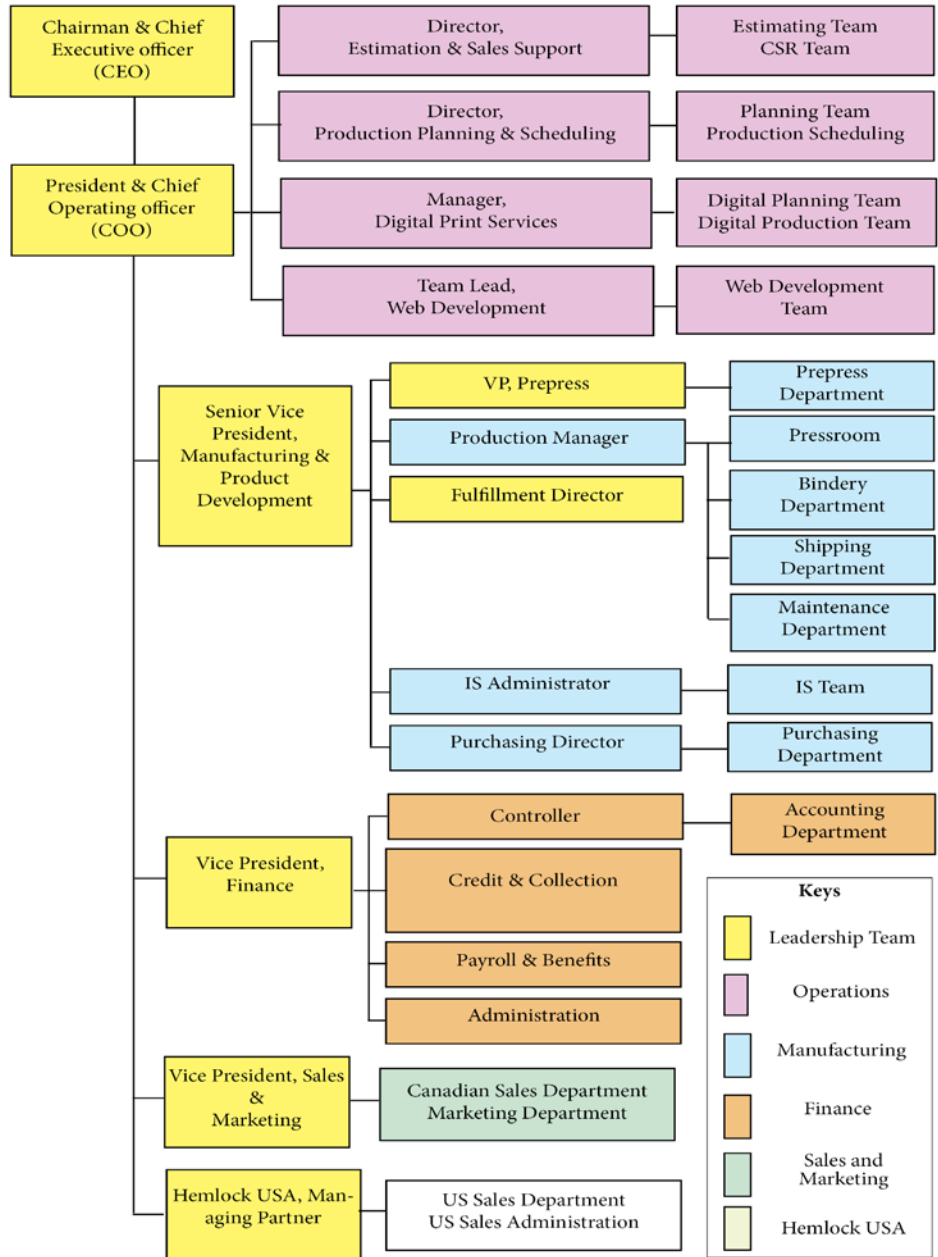 Chairman & Chief
Executive officer
(CEO)
President & Chief
Operating officer
(COO)
Director,
Estimation & Sales Support
Estimating Team
CSR Team
Director,
Production Planning & Scheduling
Planning Team
Production Scheduling
Manager,
Digital Print Services
Digital Planning Team
Digital Production Team
Team Lead,
Web Development
Web Development
Team
Senior Vice
President,
Manufacturing &
Product
Development
VP, Prepress
Prepress
Department
Production Manager
Pressroom
Bindery
Department
Shipping
Department
Maintenance
Department
Fulfillment Director
IS Administrator
IS Team
Purchasing Director
Purchasing
Department
Vice President,
Finance
Controller
Accounting
Department
Credit & Collection
Payroll & Benefits
Administration
Vice President, Sales
&
Marketing
Canadian Sales Department
Marketing Department
Hemlock USA, Man-
aging Partner
US Sales Department
US Sales Administration
Keys
Leadership Team
Operations
Manufacturing
Finance
Sales and
Marketing
Hemlock USA